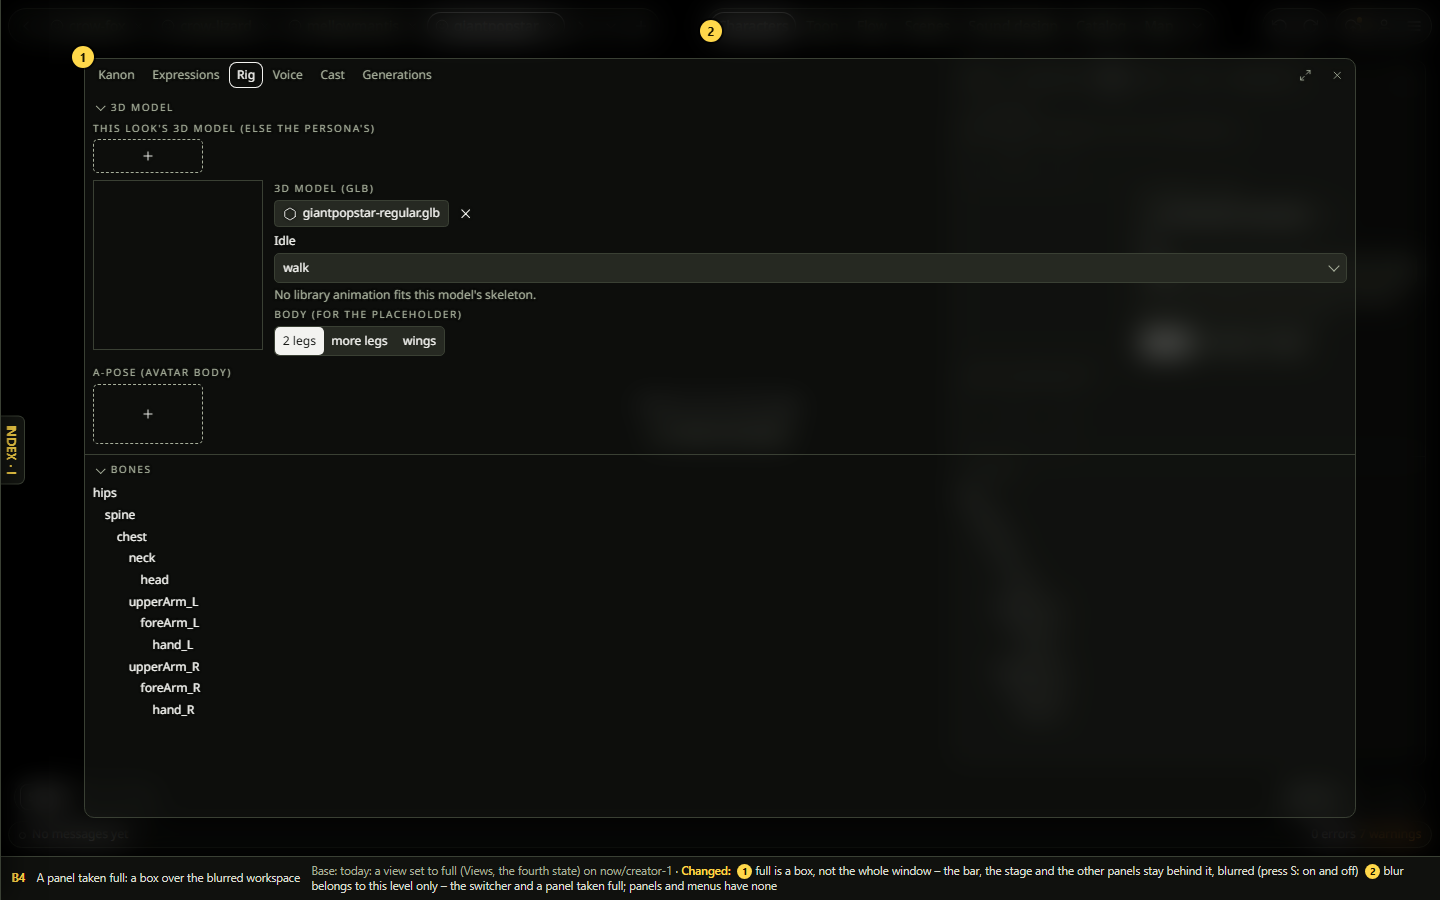 2
1
Kanon Expressions Rig Voice Cast Generations
3D MODEL
THIS LOOK'S 3D MODEL (ELSE THE PERSONA'S)
+
3D MODEL (GLB)
giantpopstar-regular.glb
Idle
walk
No library animation fits this model's skeleton.
BODY (FOR THE PLACEHOLDER)
2 legs more legs wings
A-POSE (AVATAR BODY)
+
INDEX · I
BONES
hips
spine
chest
neck
head
upperArm_L
foreArm_L
hand_L
upperArm_R
foreArm_R
hand_R
No messages yet
B4 A panel taken full: a box over the blurred workspace
Base: today: a view set to full (Views, the fourth state) on now/creator-1 · Changed: 1 full is a box, not the whole window – the bar, the stage and the other panels stay behind it, blurred (press S: on and off) 2 blur
belongs to this level only – the switcher and a panel taken full; panels and menus have none